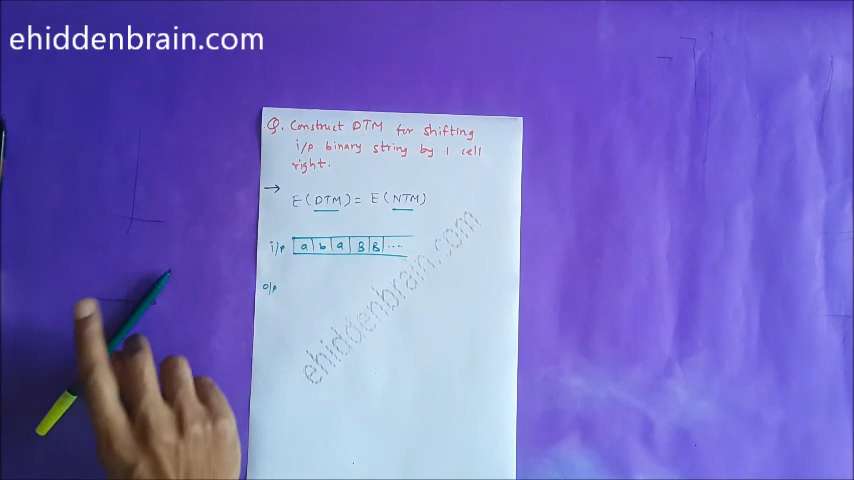 ehiddenbrain.com
Q. Construct DTM for shifting
i/p binary string by 1 cell
right.
→ E(DTM) = E(NTM)
i/p a b a B B ....
o/p
ehiddenbrain.com